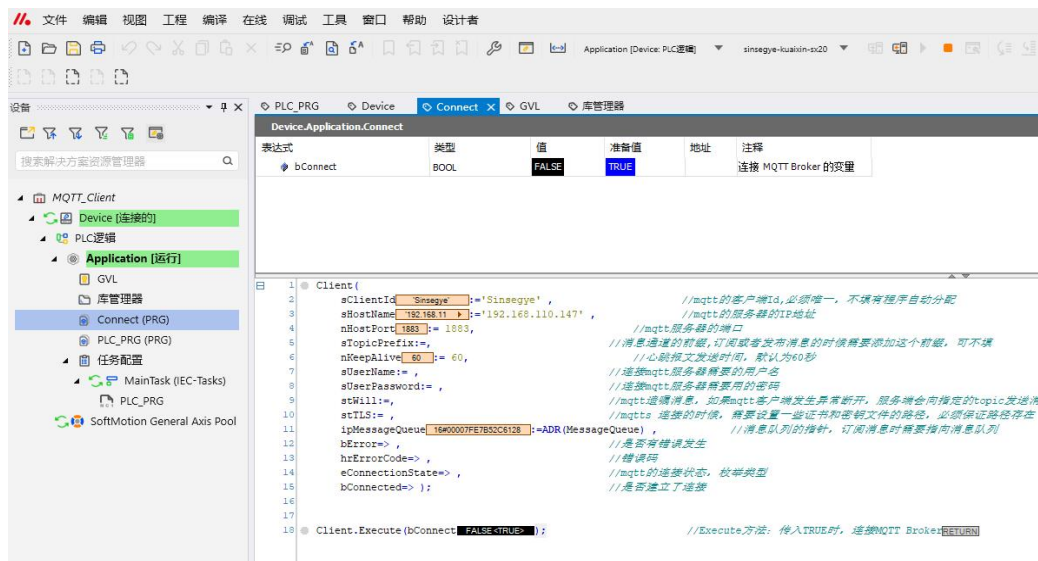 文件 编辑 视图 工程 编译 在线 调试 工具 窗口 帮助 设计者
Application [Device: PLC逻辑] sinsegye-kuaixin-sx20
设备
PLC_PRG Device Connect GVL 库管理器
搜索解决方案资源管理器
MQTT_Client
Device [连接的]
PLC逻辑
Application [运行]
GVL
库管理器
Connect (PRG)
PLC_PRG (PRG)
任务配置
MainTask (IEC-Tasks)
PLC_PRG
SoftMotion General Axis Pool
Device.Application.Connect
表达式 类型 值 准备值 地址 注释
bConnect BOOL FALSE TRUE 连接 MQTT Broker 的变量
1 Client(
2 sClientId 'Sinsegye' :='Sinsegye' , //mqtt的客户端Id,必须唯一，不填有程序自动分配
3 sHostName '192.168.11 :='192.168.110.147' , //mqtt的服务器的IP地址
4 nHostPort 1883 := 1883, //mqtt服务器的端口
5 sTopicPrefix:=, //消息通道的前缀,订阅或者发布消息的时候需要添加这个前缀，可不填
6 nKeepAlive 60 := 60, //心跳报文发送时间，默认为60秒
7 sUserName:= , //连接mqtt服务器需要的用户名
8 sUserPassword:= , //连接mqtt服务器需要用的密码
9 stWill:=, //mqtt遗嘱消息，如果mqtt客户端发生异常断开，服务端会向指定的topic发送消
10 stTLS:= , //mqtts 连接的时候，需要设置一些证书和密钥文件的路径，必须保证路径存在
11 ipMessageQueue 16#00007FE7B52C6128 :=ADR(MessageQueue) , //消息队列的指针，订阅消息时需要指向消息队列
12 bError=> , //是否有错误发生
13 hrErrorCode=> , //错误码
14 eConnectionState=> , //mqtt的连接状态，枚举类型
15 bConnected=> ); //是否建立了连接
16
17
18 Client.Execute(bConnect FALSE<TRUE> ); //Execute方法：传入TRUE时，连接MQTT Broker RETURN